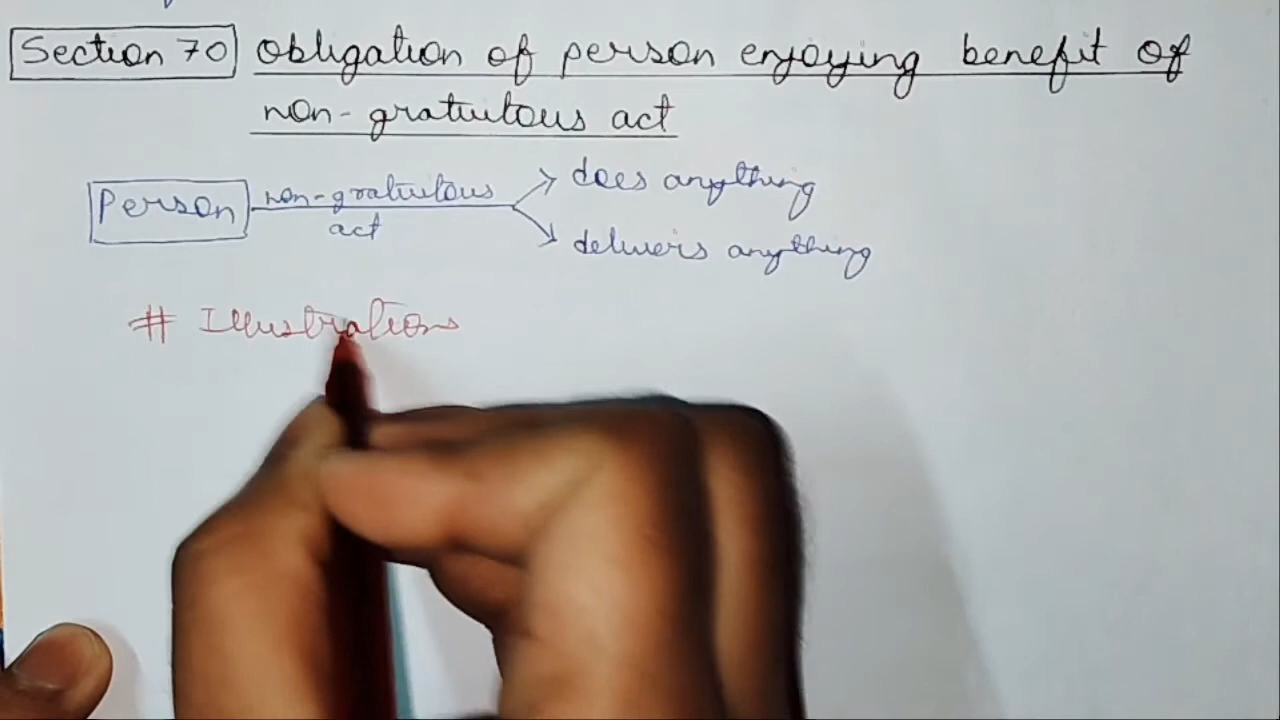 Section 70 obligation of person enjoying benefit of
non-gratuitous act
Person non-gratuitous act does anything
delivers anything
# Illustrations